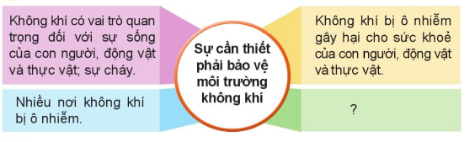 Không khí có vai trò quan
trọng đối với sự sống
của con người, động vật
và thực vật; sự cháy.
Nhiều nơi không khí
bị ô nhiễm.
Sự cần thiết
phải bảo vệ
môi trường
không khí
Không khí bị ô nhiễm
gây hại cho sức khoẻ
của con người, động vật
và thực vật.
?